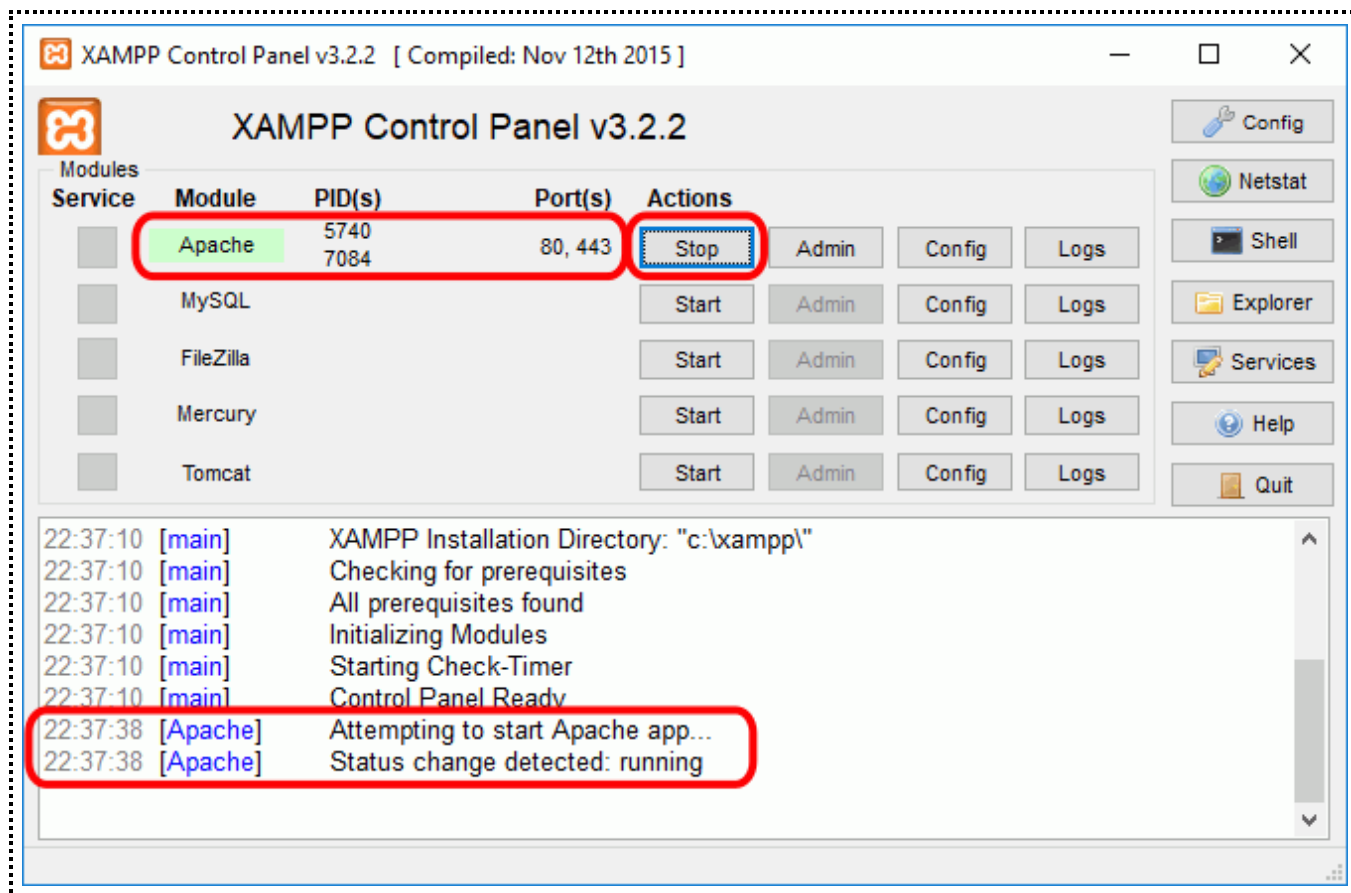 XAMPP Control Panel v3.2.2 [ Compiled: Nov 12th 2015 ]
XAMPP Control Panel v3.2.2
Config
Modules
Netstat
Service Module PID(s) Port(s) Actions
Apache 5740 7084 80, 443 Stop Admin Config Logs
Shell
MySQL Start Admin Config Logs
Explorer
FileZilla Start Admin Config Logs
Services
Mercury Start Admin Config Logs
Help
Tomcat Start Admin Config Logs
Quit
22:37:10 [main] XAMPP Installation Directory: "c:\xampp\"
22:37:10 [main] Checking for prerequisites
22:37:10 [main] All prerequisites found
22:37:10 [main] Initializing Modules
22:37:10 [main] Starting Check-Timer
22:37:10 [main] Control Panel Ready
22:37:38 [Apache] Attempting to start Apache app...
22:37:38 [Apache] Status change detected: running